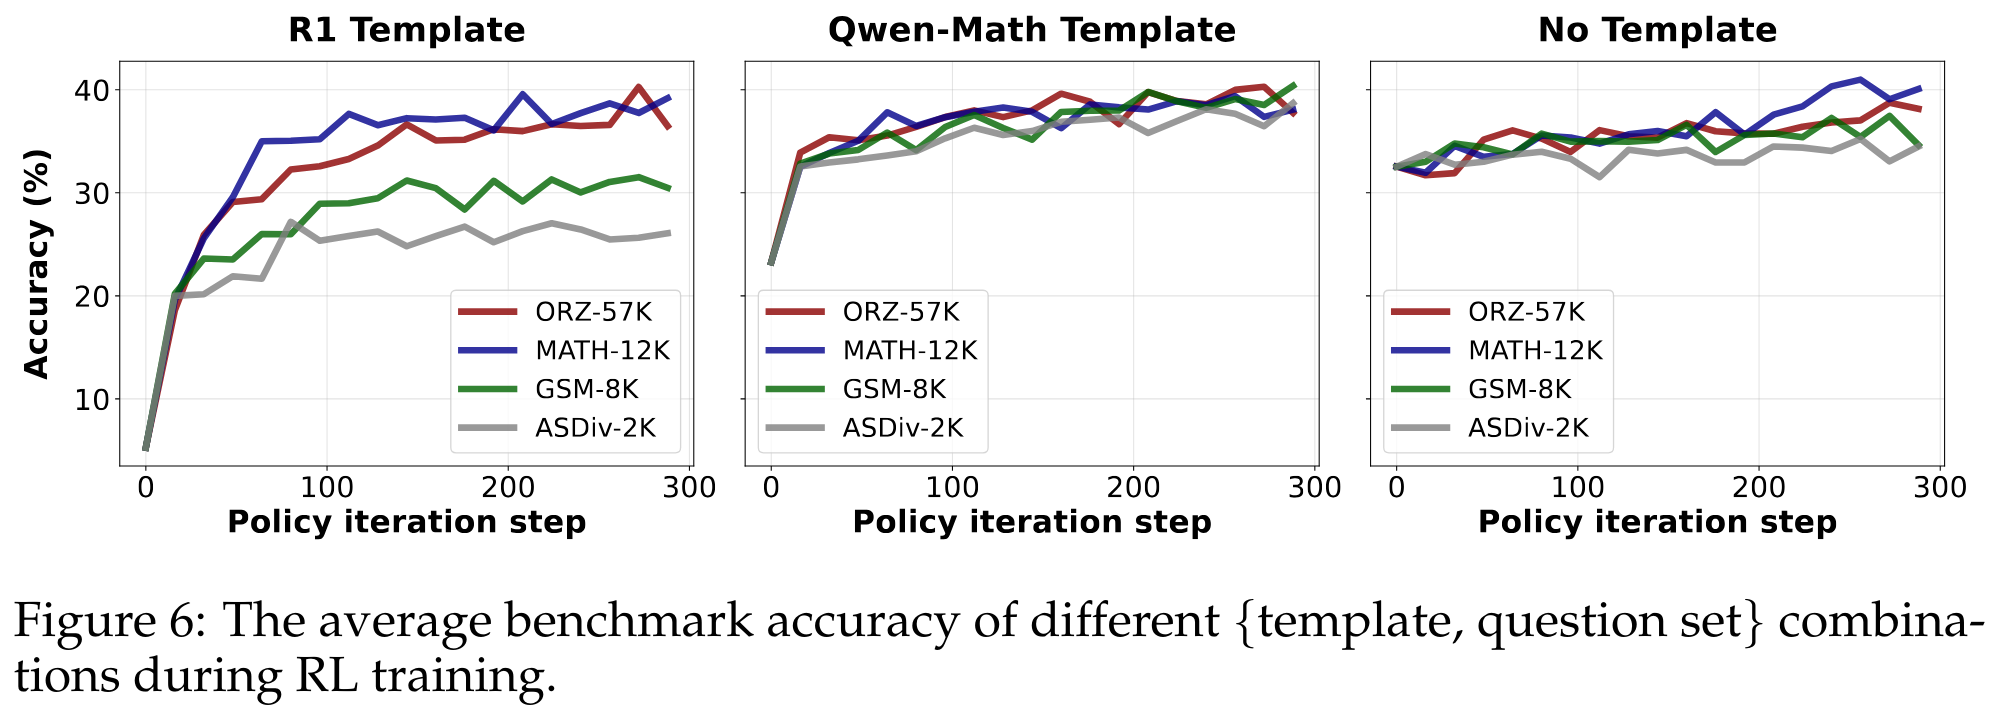 R1 Template
Qwen-Math Template
No Template
Accuracy (%)
40
30
20
10
ORZ-57K
MATH-12K
GSM-8K
ASDiv-2K
0 100 200 300
Policy iteration step
ORZ-57K
MATH-12K
GSM-8K
ASDiv-2K
0 100 200 300
Policy iteration step
ORZ-57K
MATH-12K
GSM-8K
ASDiv-2K
0 100 200 300
Policy iteration step
Figure 6: The average benchmark accuracy of different {template, question set} combina-
tions during RL training.